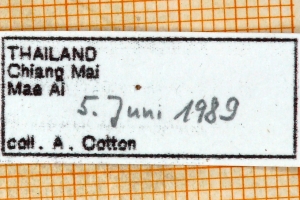 THAILAND
Chiang Mai
Mae Ai
5. Juni 1989
coll. A. Cotton